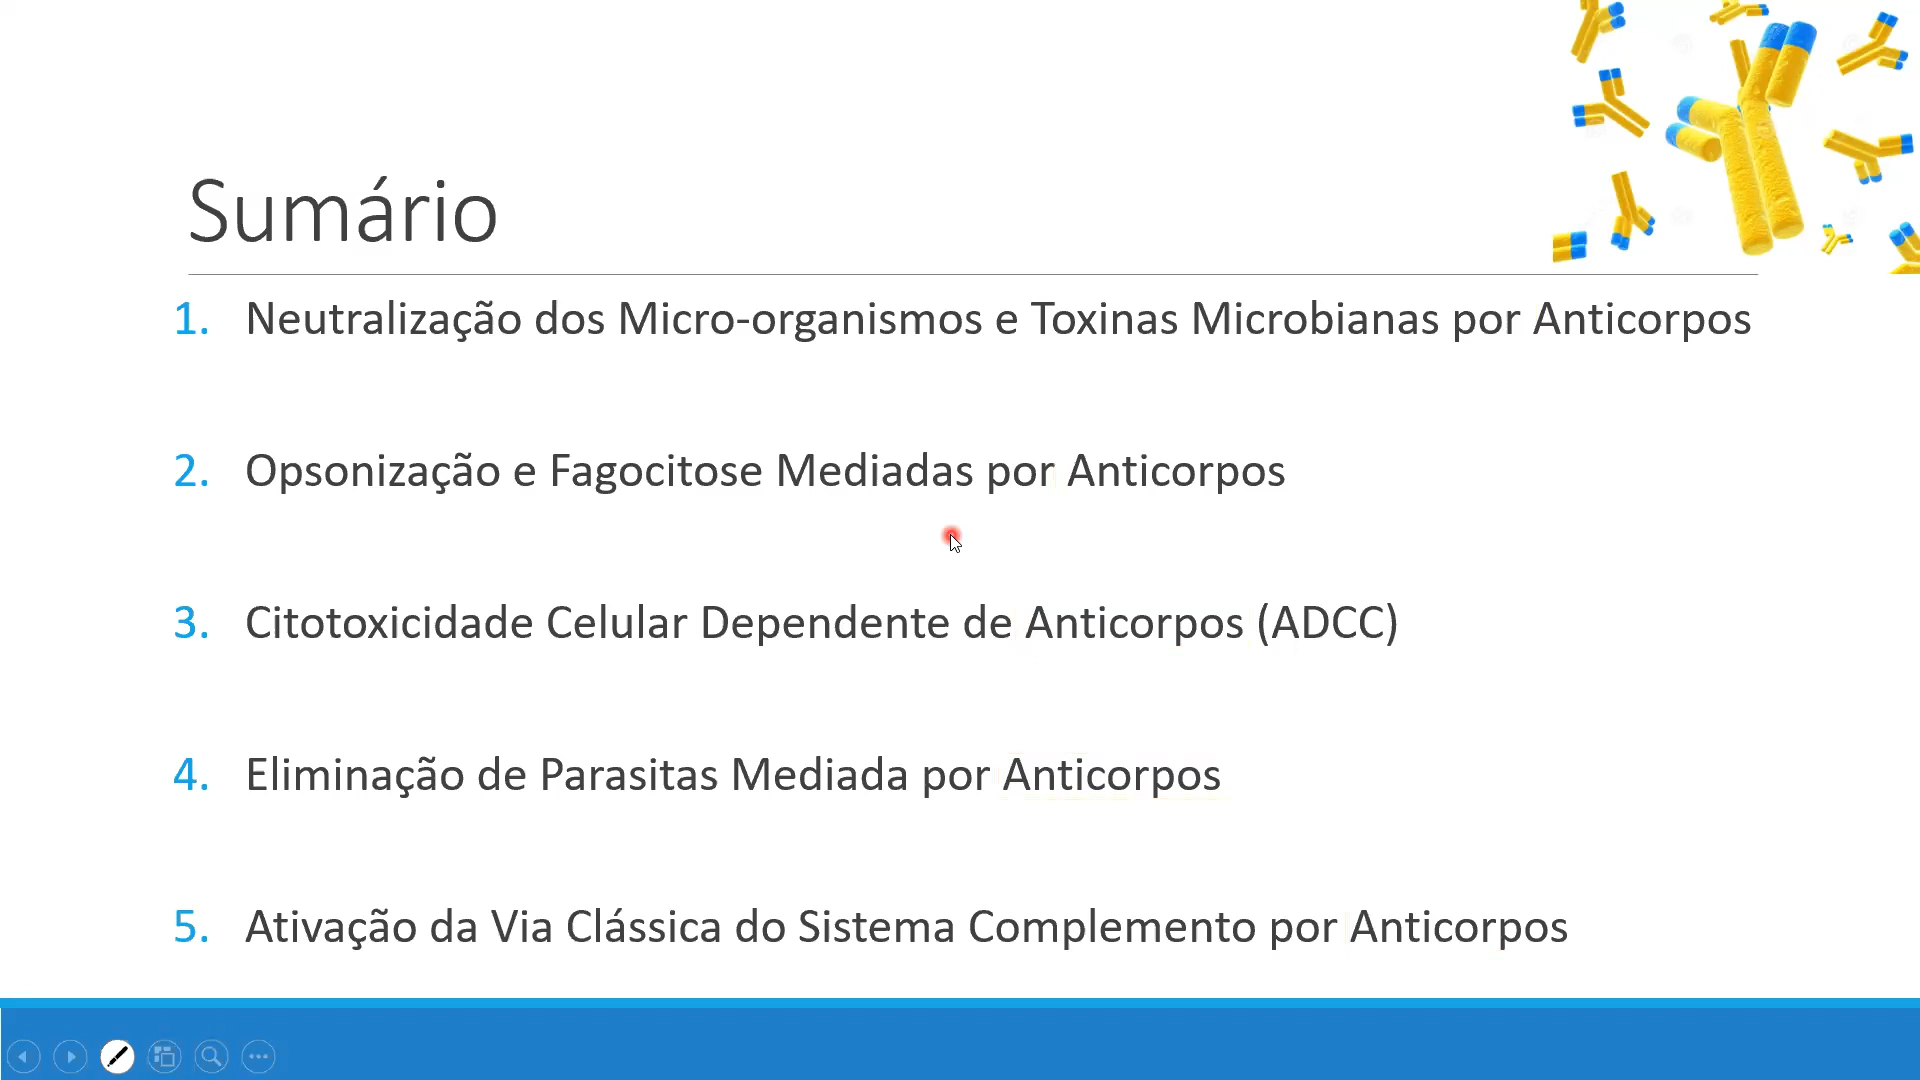 Sumário
1. Neutralização dos Micro-organismos e Toxinas Microbianas por Anticorpos
2. Opsonização e Fagocitose Mediadas por Anticorpos
3. Citotoxicidade Celular Dependente de Anticorpos (ADCC)
4. Eliminação de Parasitas Mediada por Anticorpos
5. Ativação da Via Clássica do Sistema Complemento por Anticorpos